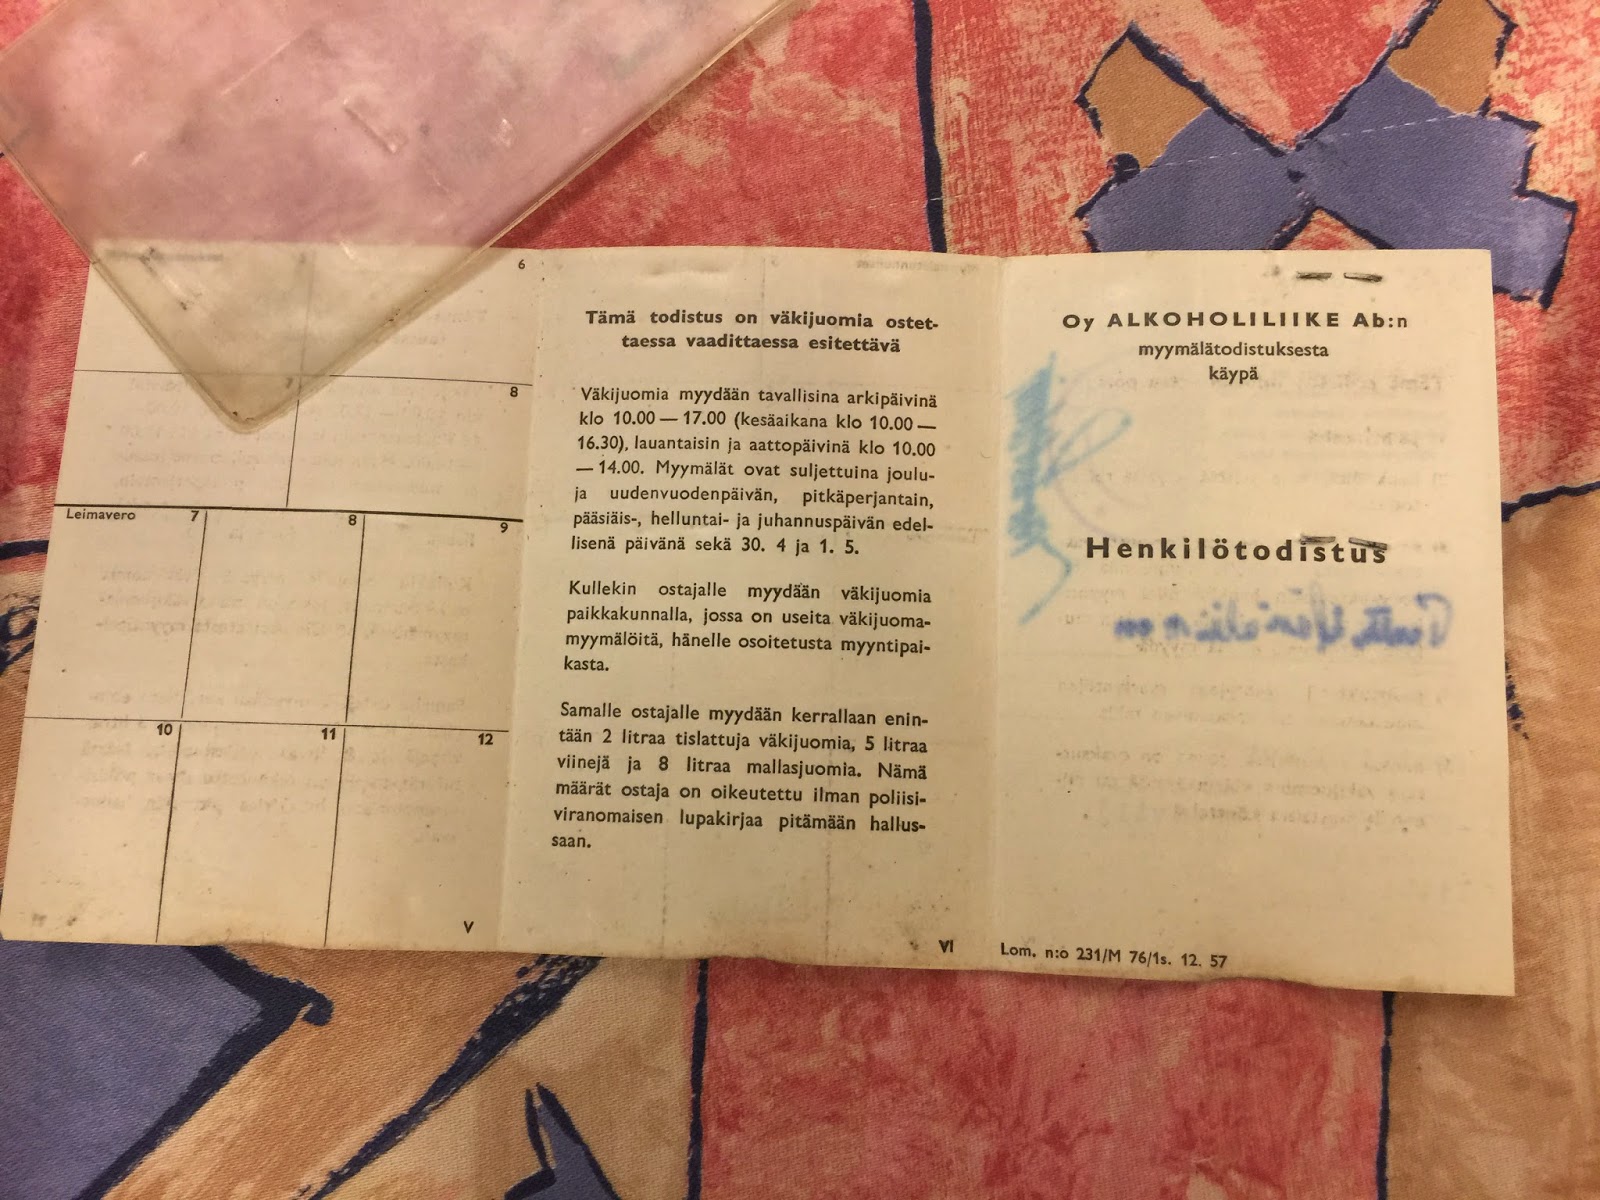 6
7
8
Leimavero 7
8
9
10
11
12
V
Tämä todistus on väkijuomia ostet-
taessa vaadittaessa esitettävä
Väkijuomia myydään tavallisina arkipäivinä
klo 10.00 — 17.00 (kesäaikana klo 10.00 —
16.30), lauantaisin ja aattopäivinä klo 10.00
— 14.00. Myymälät ovat suljettuina joulu-
ja uudenvuodenpäivän, pitkäperjantain,
pääsiäis-, helluntai- ja juhannuspäivän edel-
lisenä päivänä sekä 30. 4 ja 1. 5.
Kullekin ostajalle myydään väkijuomia
paikkakunnalla, jossa on useita väkijuoma-
myymälöitä, hänelle osoitetusta myyntipai-
kasta.
Samalle ostajalle myydään kerrallaan enin-
tään 2 litraa tislattuja väkijuomia, 5 litraa
viinejä ja 8 litraa mallasjuomia. Nämä
määrät ostaja on oikeutettu ilman poliisi-
viranomaisen lupakirjaa pitämään hallus-
saan.
VI
Oy ALKOHOLILIIKE Ab:n
myymälätodistuksesta
käypä
Henkilötodistus
Lom. n:o 231/M 76/1s. 12. 57